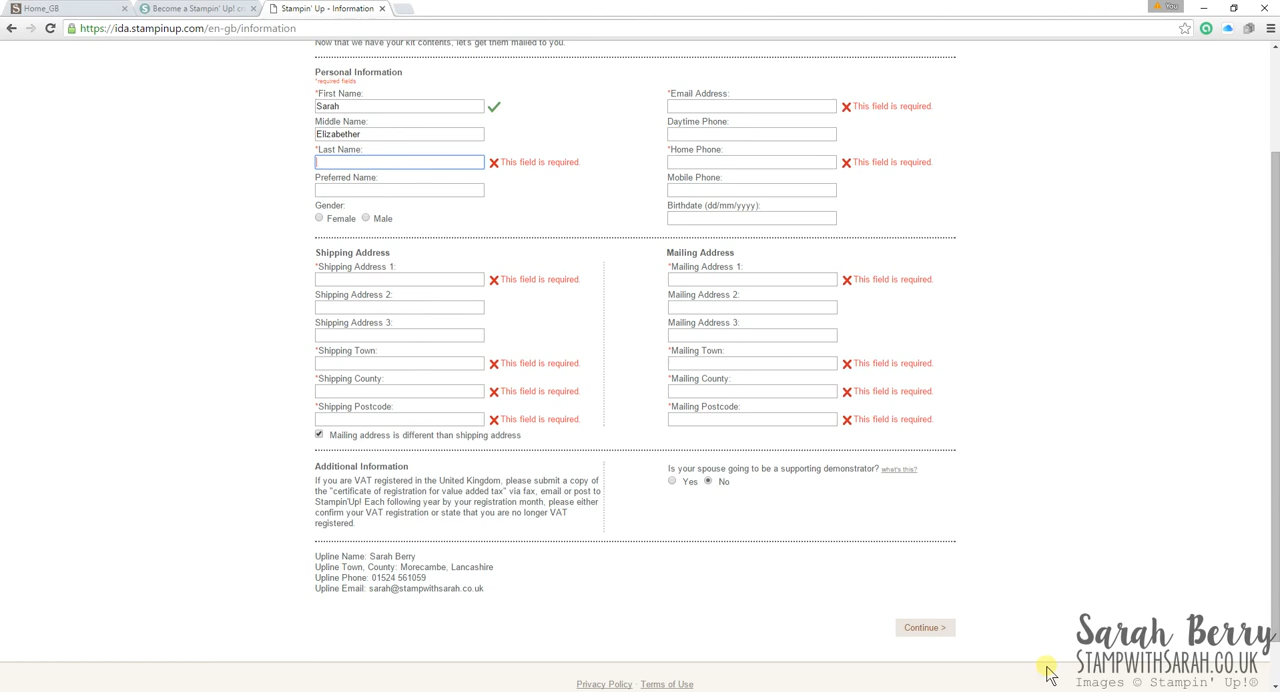 Home_GB
Become a Stampin' Up! cr
Stampin' Up - Information
You
https://ida.stampinup.com/en-gb/information
Now that we have your kit contents, let's get them mailed to you.
Personal Information
*required fields
*First Name:
Sarah
Middle Name:
Elizabether
*Last Name:
This field is required.
Preferred Name:
Gender:
Female Male
*Email Address:
This field is required.
Daytime Phone:
*Home Phone:
This field is required.
Mobile Phone:
Birthdate (dd/mm/yyyy):
Shipping Address
*Shipping Address 1:
This field is required.
Shipping Address 2:
Shipping Address 3:
*Shipping Town:
This field is required.
*Shipping County:
This field is required.
*Shipping Postcode:
This field is required.
Mailing address is different than shipping address
Mailing Address
*Mailing Address 1:
This field is required.
Mailing Address 2:
Mailing Address 3:
*Mailing Town:
This field is required.
*Mailing County:
This field is required.
*Mailing Postcode:
This field is required.
Additional Information
If you are VAT registered in the United Kingdom, please submit a copy of
the "certificate of registration for value added tax" via fax, email or post to
Stampin'Up! Each following year by your registration month, please either
confirm your VAT registration or state that you are no longer VAT
registered.
Is your spouse going to be a supporting demonstrator? what's this?
Yes No
Upline Name: Sarah Berry
Upline Town, County: Morecambe, Lancashire
Upline Phone: 01524 561059
Upline Email: sarah@stampwithsarah.co.uk
Continue >
Privacy Policy Terms of Use
Sarah Berry
STAMPWITHSARAH.CO.UK
Images © Stampin' Up!®